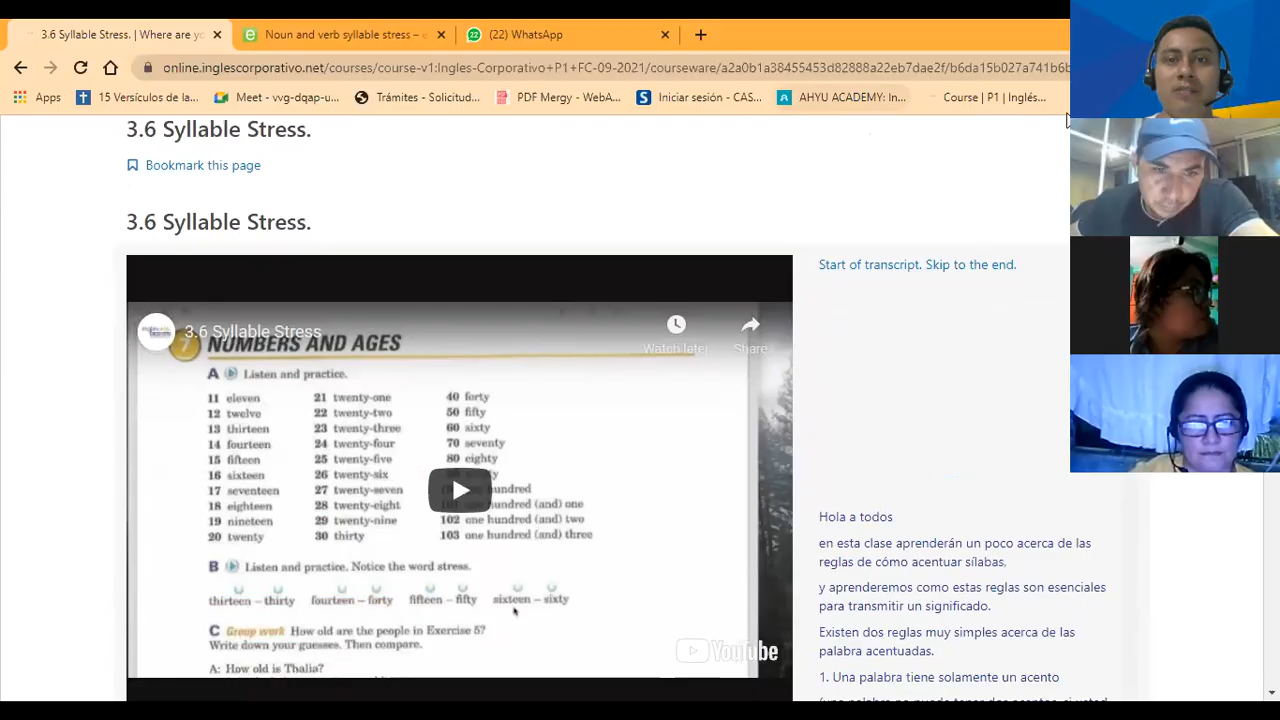 3.6 Syllable Stress. | Where are yo
Noun and verb syllable stress – e
(22) WhatsApp
online.inglescorporativo.net/courses/course-v1:Ingles-Corporativo+P1+FC-09-2021/courseware/a2a0b1a38455453d82888a22eb7dae2f/b6da15b027a741b6b
Apps
15 Versículos de la...
Meet - vvg-dqap-u...
Trámites - Solicitud...
PDF Mergy - WebA...
Iniciar sesión - CAS...
AHYU ACADEMY: In...
Course | P1 | Inglés...
3.6 Syllable Stress.
Bookmark this page
3.6 Syllable Stress.
Start of transcript. Skip to the end.
3.6 Syllable Stress
Watch later
Share
7 NUMBERS AND AGES
A Listen and practice.
11 eleven 21 twenty-one 40 forty
12 twelve 22 twenty-two 50 fifty
13 thirteen 23 twenty-three 60 sixty
14 fourteen 24 twenty-four 70 seventy
15 fifteen 25 twenty-five 80 eighty
16 sixteen 26 twenty-six
17 seventeen 27 twenty-seven hundred
18 eighteen 28 twenty-eight hundred (and) one
19 nineteen 29 twenty-nine 102 one hundred (and) two
20 twenty 30 thirty 103 one hundred (and) three
B Listen and practice. Notice the word stress.
thirteen – thirty fourteen – forty fifteen – fifty sixteen – sixty
C Group work How old are the people in Exercise 5?
Write down your guesses. Then compare.
A: How old is Thalia?
YouTube
Hola a todos
en esta clase aprenderán un poco acerca de las
reglas de cómo acentuar sílabas,
y aprenderemos como estas reglas son esenciales
para transmitir un significado.
Existen dos reglas muy simples acerca de las
palabra acentuadas.
1. Una palabra tiene solamente un acento
(una palabra no puede tener dos acentos, si usted